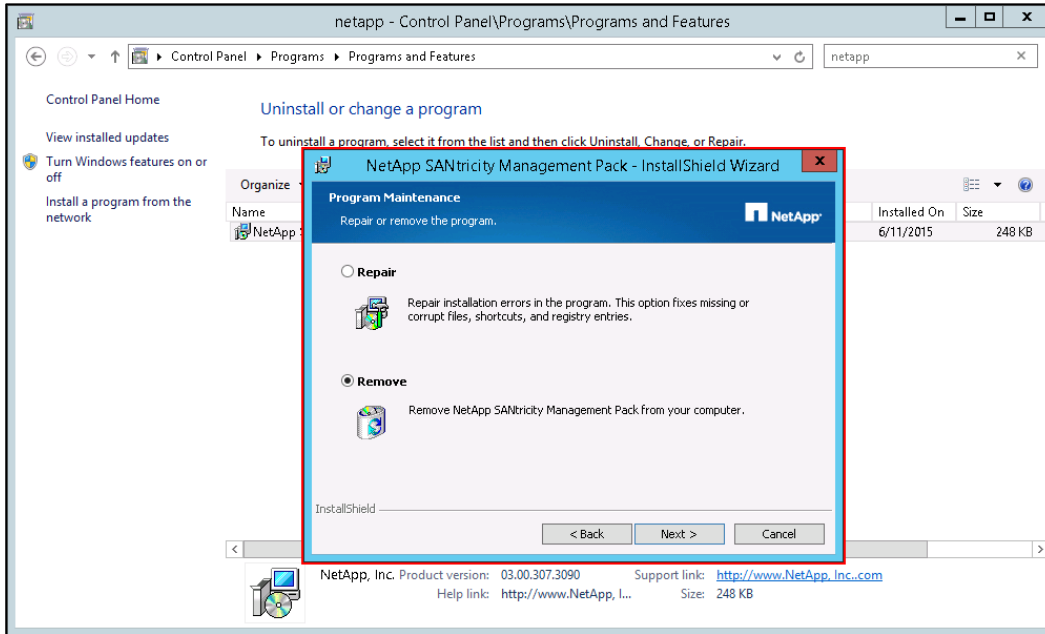 netapp - Control Panel\Programs\Programs and Features
Control Panel Programs Programs and Features
netapp
Control Panel Home
View installed updates
Turn Windows features on or
off
Install a program from the
network
Uninstall or change a program
To uninstall a program, select it from the list and then click Uninstall, Change, or Repair.
Organize
Name Installed On Size
NetApp 6/11/2015 248 KB
NetApp SANtricity Management Pack - InstallShield Wizard
Program Maintenance
Repair or remove the program.
NetApp
Repair
Repair installation errors in the program. This option fixes missing or
corrupt files, shortcuts, and registry entries.
Remove
Remove NetApp SANtricity Management Pack from your computer.
InstallShield
< Back Next > Cancel
NetApp, Inc. Product version: 03.00.307.3090 Support link: http://www.NetApp, Inc..com
Help link: http://www.NetApp, I... Size: 248 KB